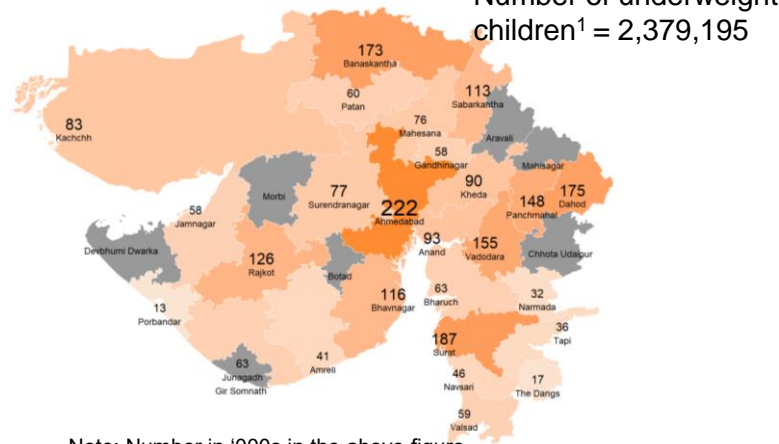 Number of underweight
children¹ = 2,379,195
173
Banaskantha
60
Patan
113
Sabarkantha
83
Kachchh
76
Mahesana
Aravali
58
Gandhinagar
Mahisagar
Morbi
77
Surendranagar
90
Kheda
148
Panchmahal
175
Dahod
58
Jamnagar
222
Ahmedabad
Devbhumi Dwarka
126
Rajkot
Botad
93
Anand
155
Vadodara
Chhota Udaipur
13
Porbandar
116
Bhavnagar
63
Bharuch
32
Narmada
36
Tapi
187
Surat
63
Junagadh
Gir Somnath
41
Amreli
46
Navsari
17
The Dangs
59
Valsad
Note: Number in '000s in the above figure